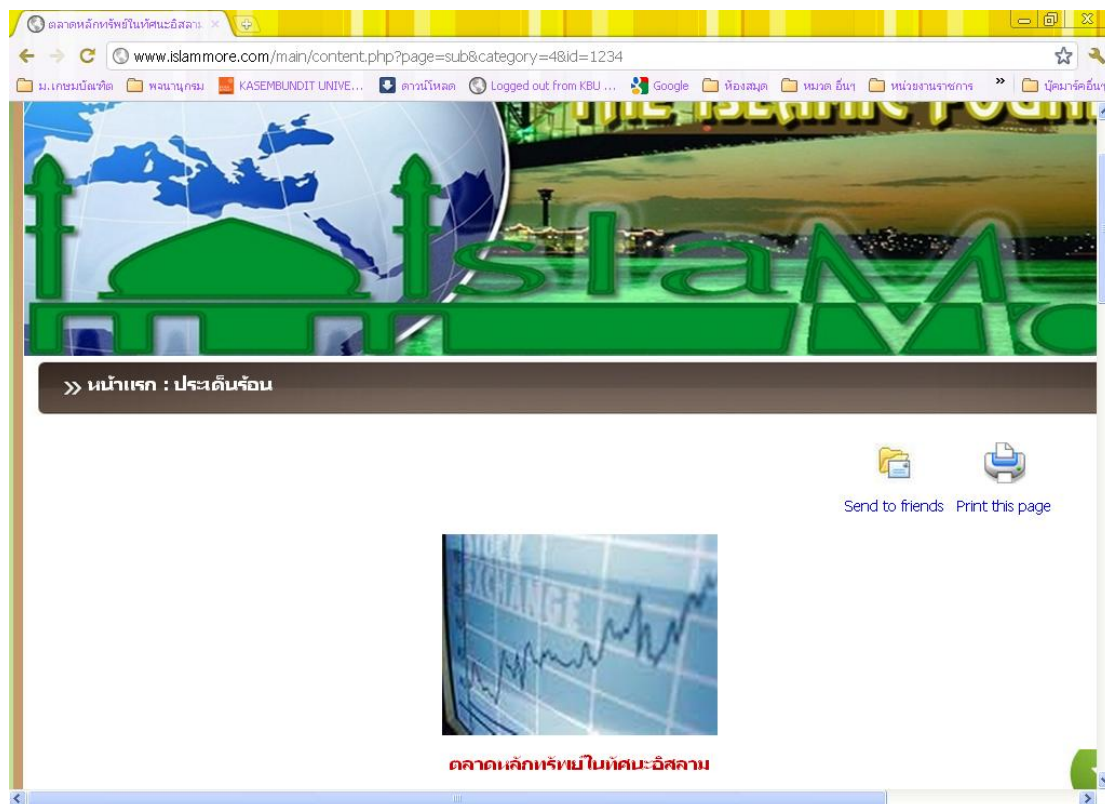 ตลาดหลักทรัพย์ในทัศนะอิสลาม
www.islammore.com/main/content.php?page=sub&category=4&id=1234
ม.เกษมบัณฑิต พจนานุกรม KASEMBUNDIT UNIVE... ดาวน์โหลด Logged out from KBU ... Google ห้องสมุด หมวด อื่นๆ หน่วยงานราชการ » บุ๊คมาร์คอื่นๆ
THE ISLAMIC FOUN
IslaMo
» หน้าแรก : ประเด็นร้อน
Send to friends Print this page
STOCK
EXCHANGE
ตลาดหลักทรัพย์ในทัศนะอิสลาม